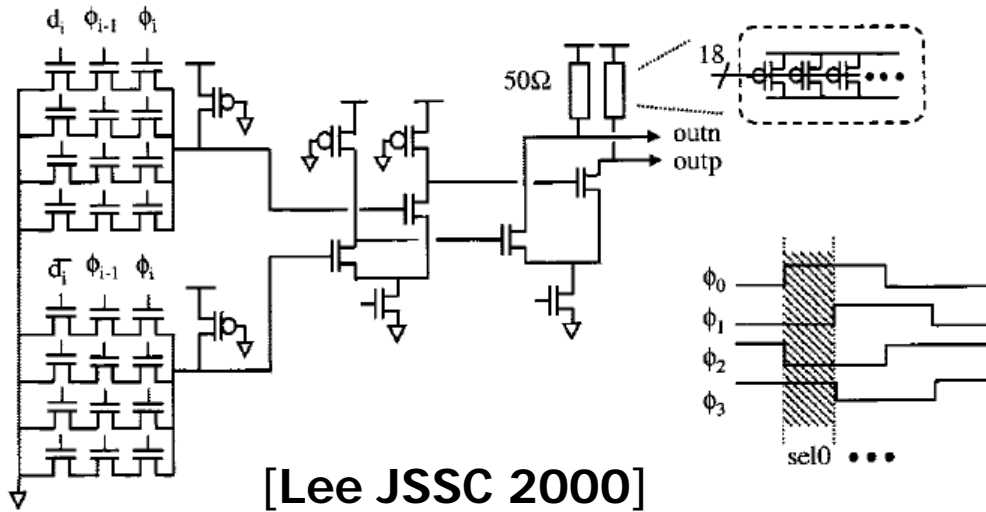 dᵢ ϕᵢ₋₁ ϕᵢ
18
50Ω
outn
outp
d̄ᵢ ϕᵢ₋₁ ϕᵢ
ϕ₀
ϕ₁
ϕ₂
ϕ₃
sel0
[Lee JSSC 2000]